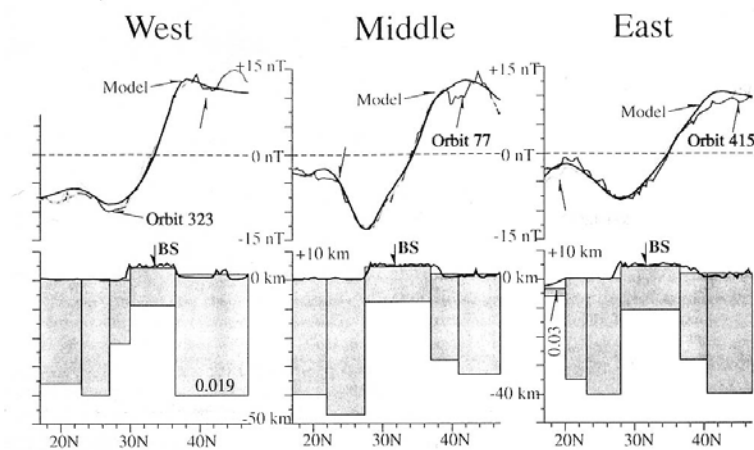 West Middle East
+15 nT +15 nT
Model Model Model
Orbit 77 Orbit 415
0 nT 0 nT
Orbit 323
-15 nT -15 nT
BS +10 km BS +10 km BS
0 km 0 km
0.019 0.03
-50 km -40 km
20N 30N 40N 20N 30N 40N 20N 30N 40N